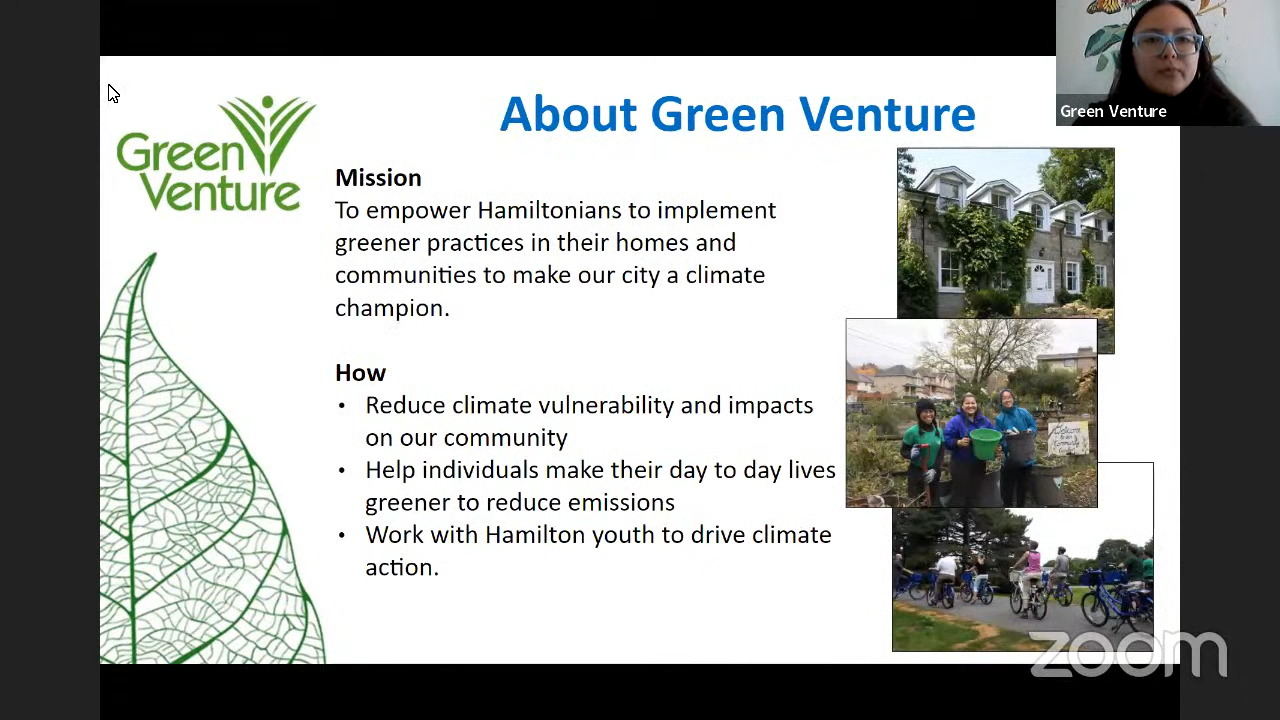 Green Venture
About Green Venture
Green
Venture
Mission
To empower Hamiltonians to implement
greener practices in their homes and
communities to make our city a climate
champion.
How
• Reduce climate vulnerability and impacts
on our community
• Help individuals make their day to day lives
greener to reduce emissions
• Work with Hamilton youth to drive climate
action.
Welcome
Community
zoom